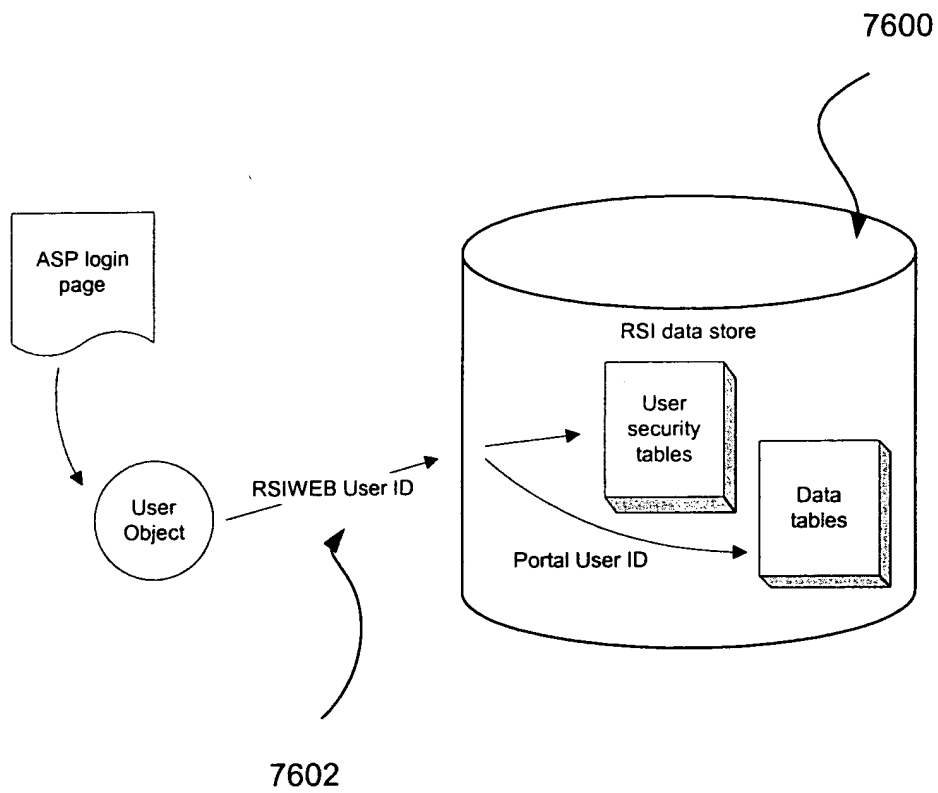 7600
ASP login
page
RSI data store
User
security
tables
RSIWEB User ID
User
Object
Data
tables
Portal User ID
7602